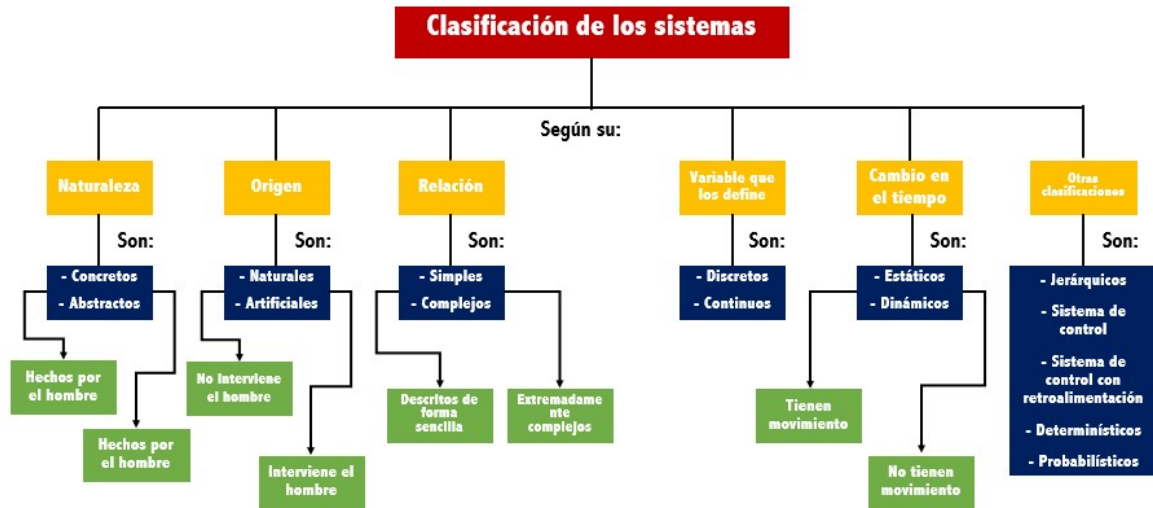 Clasificación de los sistemas
Según su:
Naturaleza
Origen
Relación
Variable que
los define
Cambio en
el tiempo
Otras
clasificaciones
Son:
Son:
Son:
Son:
Son:
Son:
- Concretos
- Abstractos
- Naturales
- Artificiales
- Simples
- Complejos
- Discretos
- Continuos
- Estáticos
- Dinámicos
- Jerárquicos
- Sistema de
control
- Sistema de
control con
retroalimentación
- Determinísticos
- Probabilísticos
Hechos por
el hombre
Hechos por
el hombre
No interviene
el hombre
Interviene el
hombre
Descritos de
forma
sencilla
Extremadame
nte
complejos
Tienen
movimiento
No tienen
movimiento